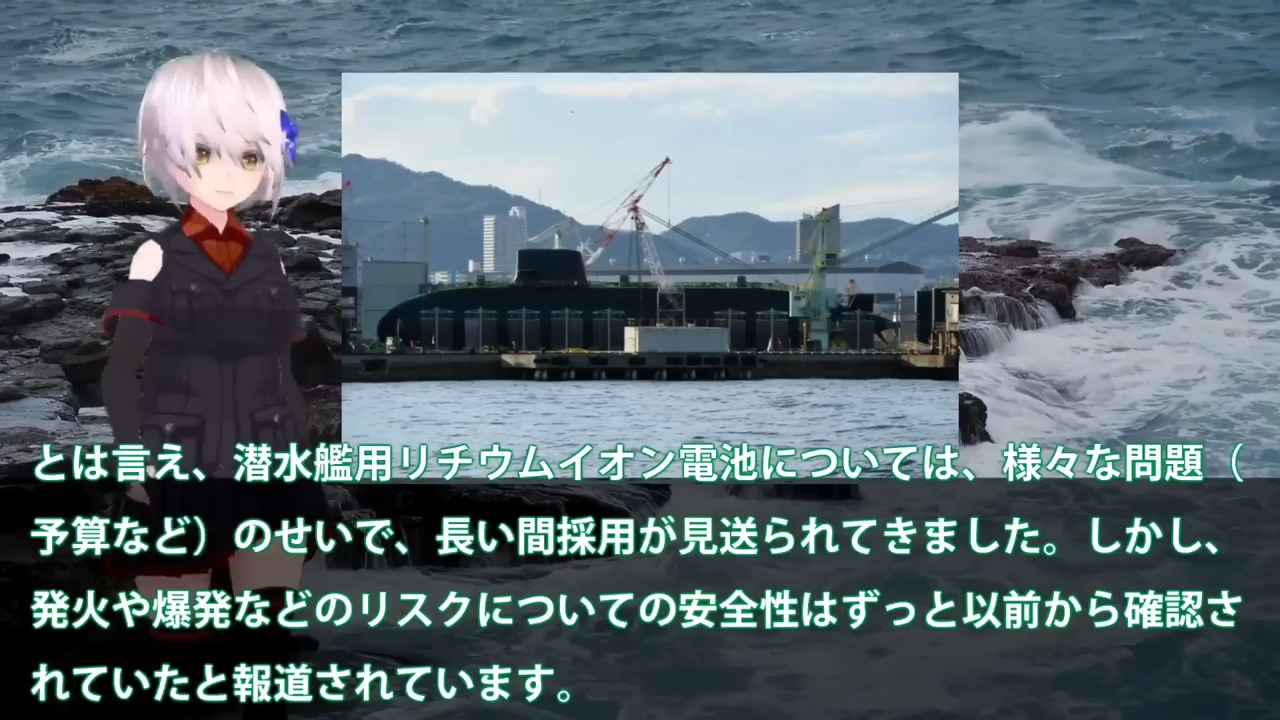 とは言え、潜水艦用リチウムイオン電池については、様々な問題（
予算など）のせいで、長い間採用が見送られてきました。しかし、
発火や爆発などのリスクについての安全性はずっと以前から確認さ
れていたと報道されています。